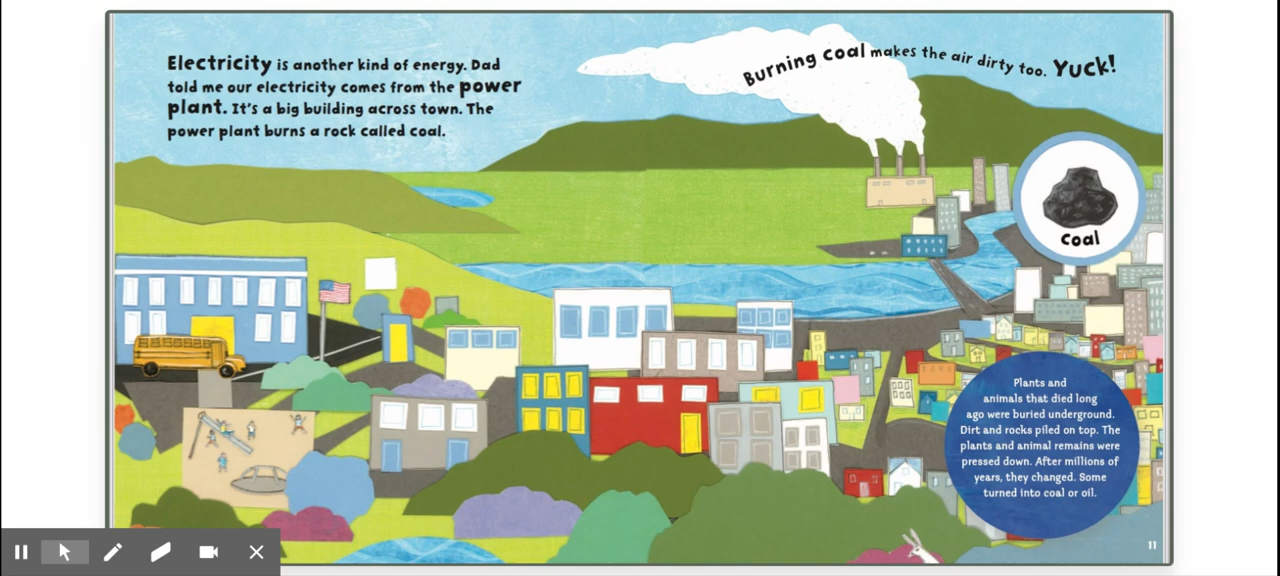 Electricity is another kind of energy. Dad
told me our electricity comes from the power
plant. It's a big building across town. The
power plant burns a rock called coal.
Burning coal makes the air dirty too. Yuck!
coal
Plants and
animals that died long
ago were buried underground.
Dirt and rocks piled on top. The
plants and animal remains were
pressed down. After millions of
years, they changed. Some
turned into coal or oil.
11